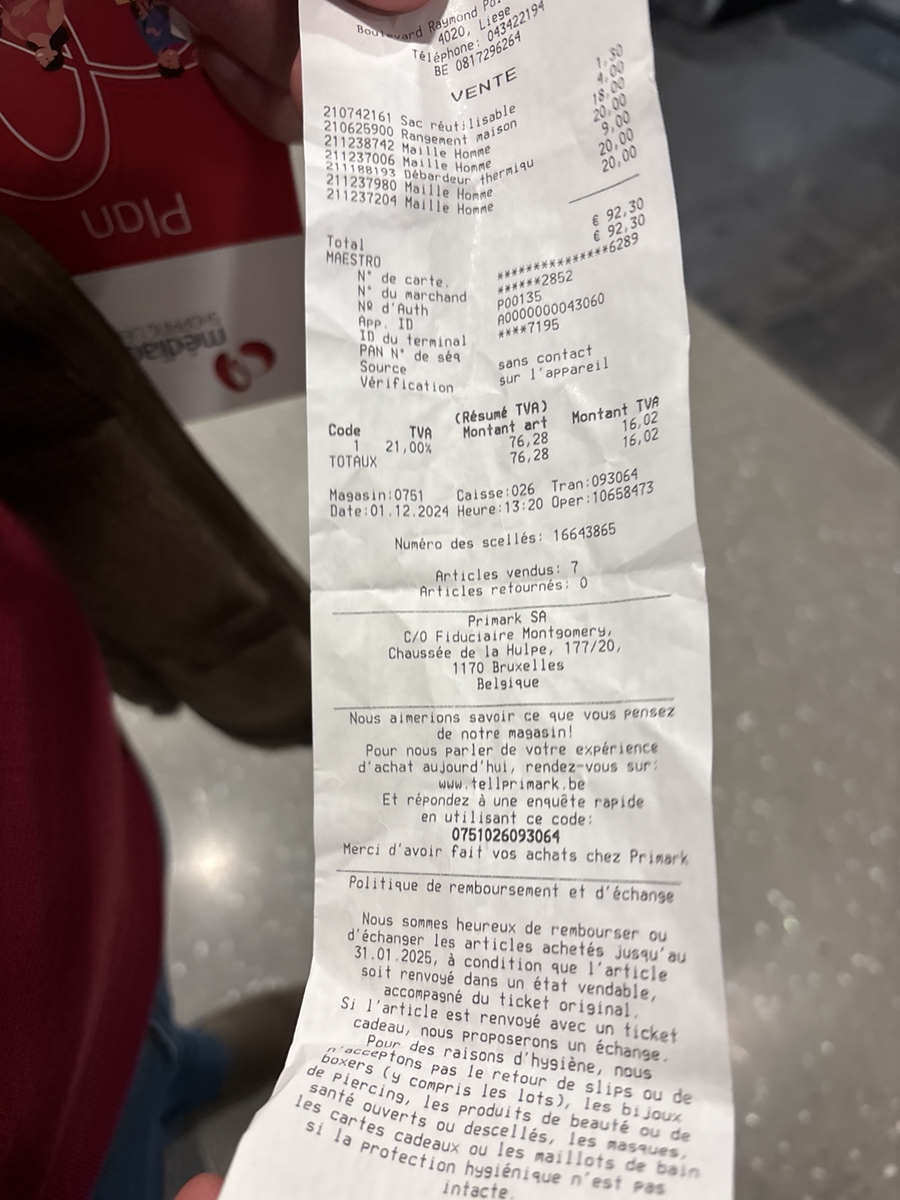 Boulevard Raymond Po
4020, Liege
Téléphone: 043422194
BE 0817296264
VENTE
210742161 Sac réutilisable 1,30
210625900 Rangement maison 4,00
211238742 Maille Homme 18,00
211237006 Maille Homme 20,00
211188193 Débardeur thermiqu 9,00
211237980 Maille Homme 20,00
211237204 Maille Homme 20,00
Total € 92,30
MAESTRO € 92,30
N° de carte. ***************6289
N° du marchand ******2852
Nº d'Auth P00135
App. ID A0000000043060
ID du terminal ****7195
PAN N° de séq
Source sans contact
Vérification sur l'appareil
(Résumé TVA)
Code TVA Montant art Montant TVA
1 21,00% 76,28 16,02
TOTAUX 76,28 16,02
Magasin:0751 Caisse:026 Tran:093064
Date:01.12.2024 Heure:13:20 Oper:10658473
Numéro des scellés: 16643865
Articles vendus: 7
Articles retournés: 0
Primark SA
C/O Fiduciaire Montgomery,
Chaussée de la Hulpe, 177/20,
1170 Bruxelles
Belgique
Nous aimerions savoir ce que vous pensez
de notre magasin!
Pour nous parler de votre expérience
d'achat aujourd'hui, rendez-vous sur:
www.tellprimark.be
Et répondez à une enquête rapide
en utilisant ce code:
0751026093064
Merci d'avoir fait vos achats chez Primark
Politique de remboursement et d'échange
Nous sommes heureux de rembourser ou
d'échanger les articles achetés jusqu'au
31.01.2025, à condition que l'article
soit renvoyé dans un état vendable,
accompagné du ticket original.
Si l'article est renvoyé avec un ticket
cadeau, nous proposerons un échange.
Pour des raisons d'hygiène, nous
n'acceptons pas le retour de slips ou de
boxers (y compris les lots), les bijoux
de piercing, les produits de beauté ou de
santé ouverts ou descellés, les masques,
les cartes cadeaux ou les maillots de bain
si la protection hygiénique n'est pas
intacte.
Plan